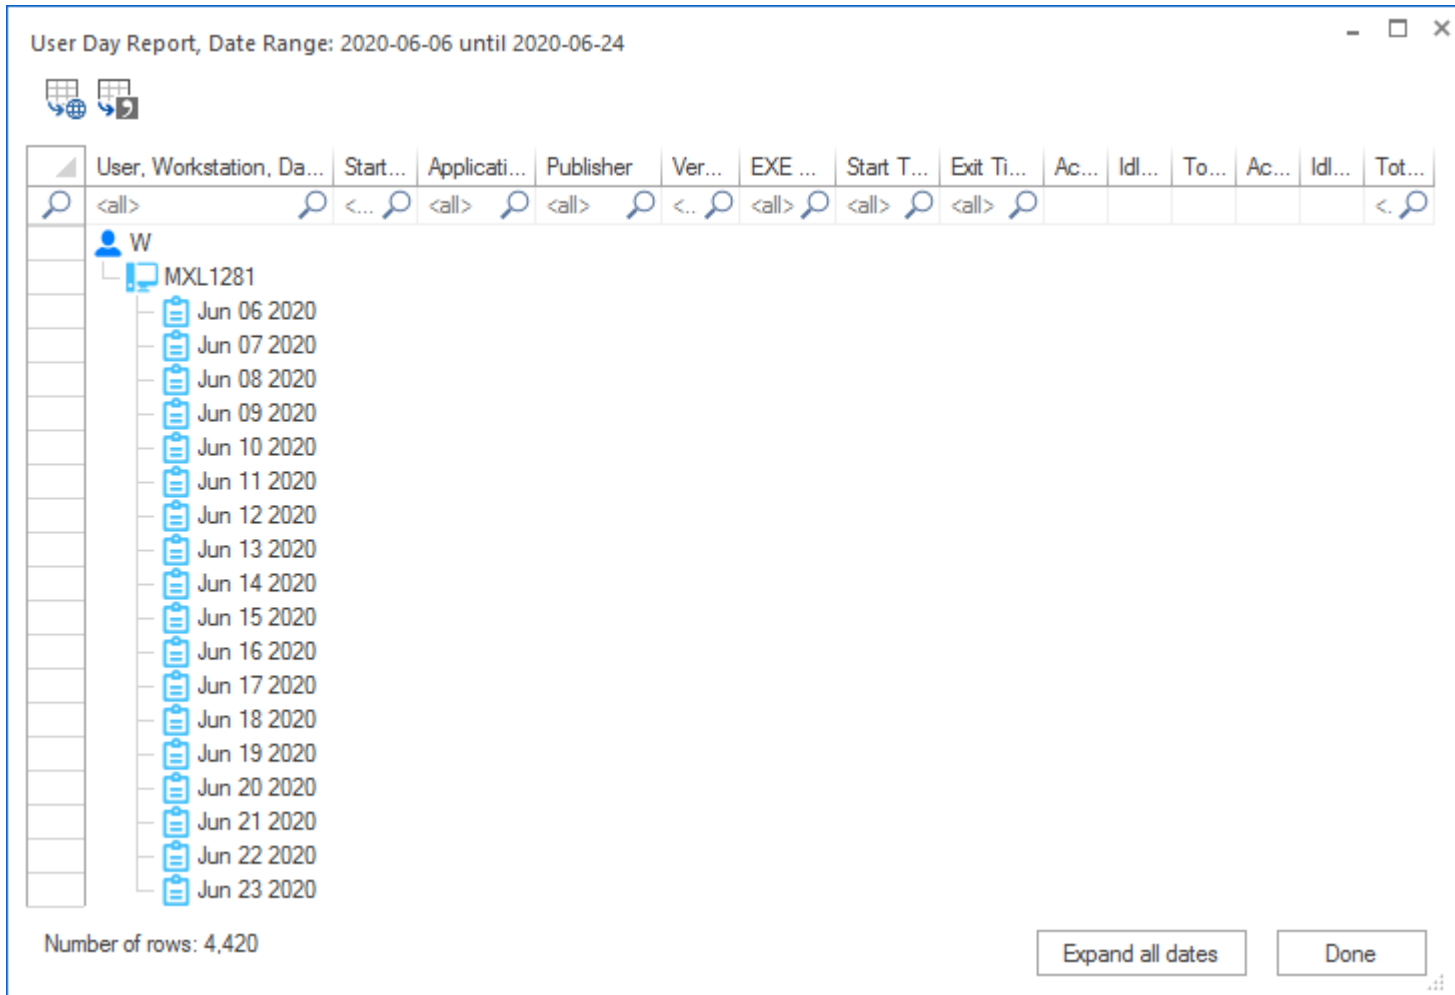 User Day Report, Date Range: 2020-06-06 until 2020-06-24
User, Workstation, Da... Start... Applicati... Publisher Ver... EXE ... Start T... Exit Ti... Ac... Idl... To... Ac... Idl... Tot...
<all> <... <all> <all> <.. <all> <all> <all> <.
W
MXL1281
Jun 06 2020
Jun 07 2020
Jun 08 2020
Jun 09 2020
Jun 10 2020
Jun 11 2020
Jun 12 2020
Jun 13 2020
Jun 14 2020
Jun 15 2020
Jun 16 2020
Jun 17 2020
Jun 18 2020
Jun 19 2020
Jun 20 2020
Jun 21 2020
Jun 22 2020
Jun 23 2020
Number of rows: 4,420
Expand all dates Done